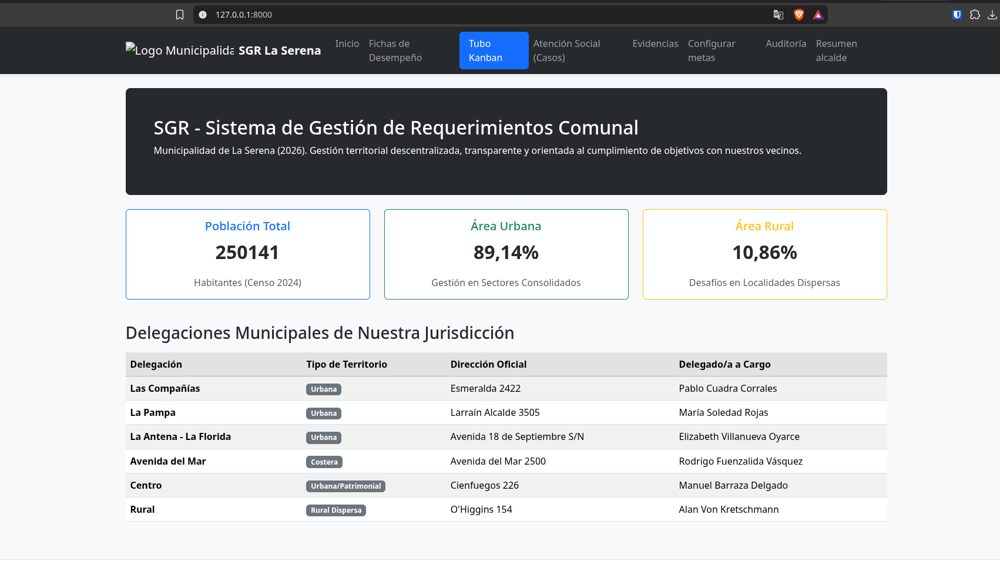 127.0.0.1:8000
Logo Municipalida SGR La Serena
Inicio
Fichas de
Desempeño
Tubo
Kanban
Atención Social
(Casos)
Evidencias
Configurar
metas
Auditoría
Resumen
alcalde
SGR - Sistema de Gestión de Requerimientos Comunal
Municipalidad de La Serena (2026). Gestión territorial descentralizada, transparente y orientada al cumplimiento de objetivos con nuestros vecinos.
Población Total
250141
Habitantes (Censo 2024)
Área Urbana
89,14%
Gestión en Sectores Consolidados
Área Rural
10,86%
Desafíos en Localidades Dispersas
Delegaciones Municipales de Nuestra Jurisdicción
Delegación Tipo de Territorio Dirección Oficial Delegado/a a Cargo
Las Compañías Urbana Esmeralda 2422 Pablo Cuadra Corrales
La Pampa Urbana Larraín Alcalde 3505 María Soledad Rojas
La Antena - La Florida Urbana Avenida 18 de Septiembre S/N Elizabeth Villanueva Oyarce
Avenida del Mar Costera Avenida del Mar 2500 Rodrigo Fuenzalida Vásquez
Centro Urbana/Patrimonial Cienfuegos 226 Manuel Barraza Delgado
Rural Rural Dispersa O'Higgins 154 Alan Von Kretschmann